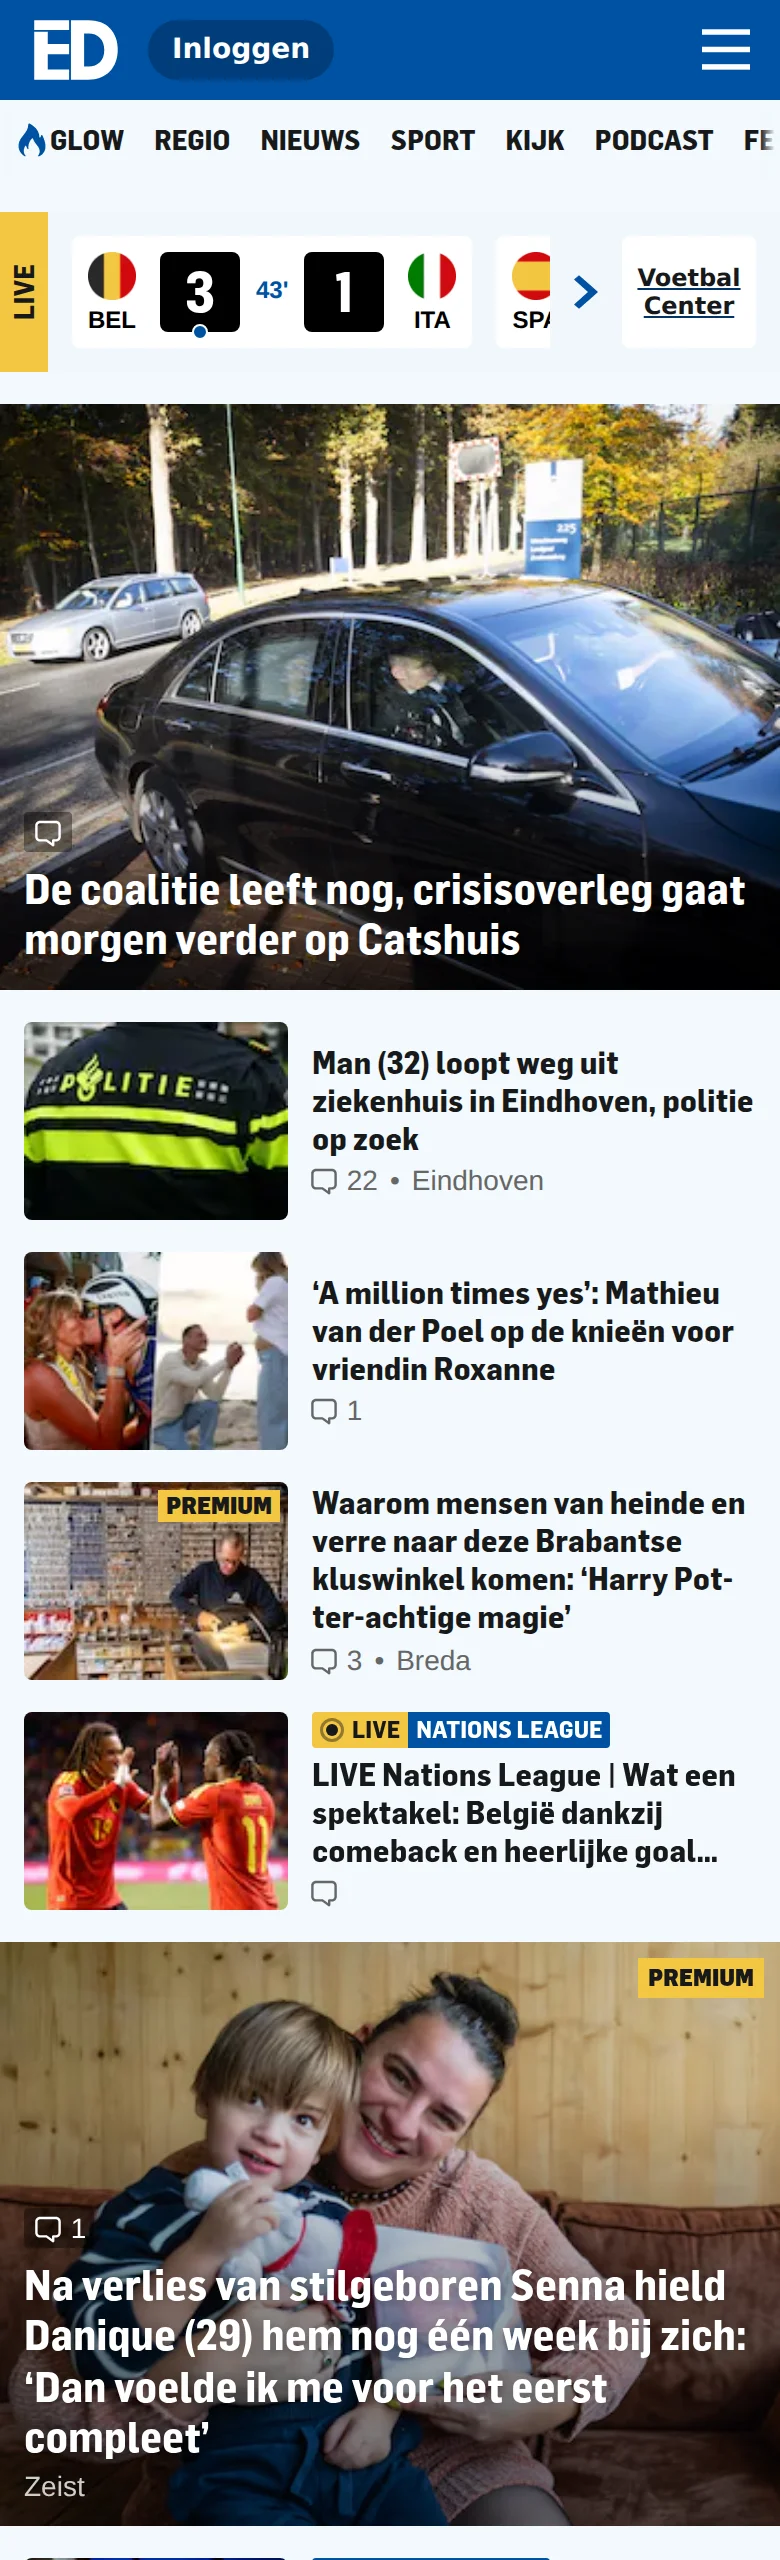 ED Inloggen
GLOW REGIO NIEUWS SPORT KIJK PODCAST FE
LIVE
3 43' 1
BEL ITA SPA
Voetbal
Center
225
De coalitie leeft nog, crisisoverleg gaat
morgen verder op Catshuis
POLITIE
Man (32) loopt weg uit
ziekenhuis in Eindhoven, politie
op zoek
22 • Eindhoven
‘A million times yes’: Mathieu
van der Poel op de knieën voor
vriendin Roxanne
1
PREMIUM
Waarom mensen van heinde en
verre naar deze Brabantse
kluswinkel komen: ‘Harry Pot-
ter-achtige magie’
3 • Breda
LIVE NATIONS LEAGUE
LIVE Nations League | Wat een
spektakel: België dankzij
comeback en heerlijke goal...
19
11
PREMIUM
1
Na verlies van stilgeboren Senna hield
Danique (29) hem nog één week bij zich:
‘Dan voelde ik me voor het eerst
compleet’
Zeist